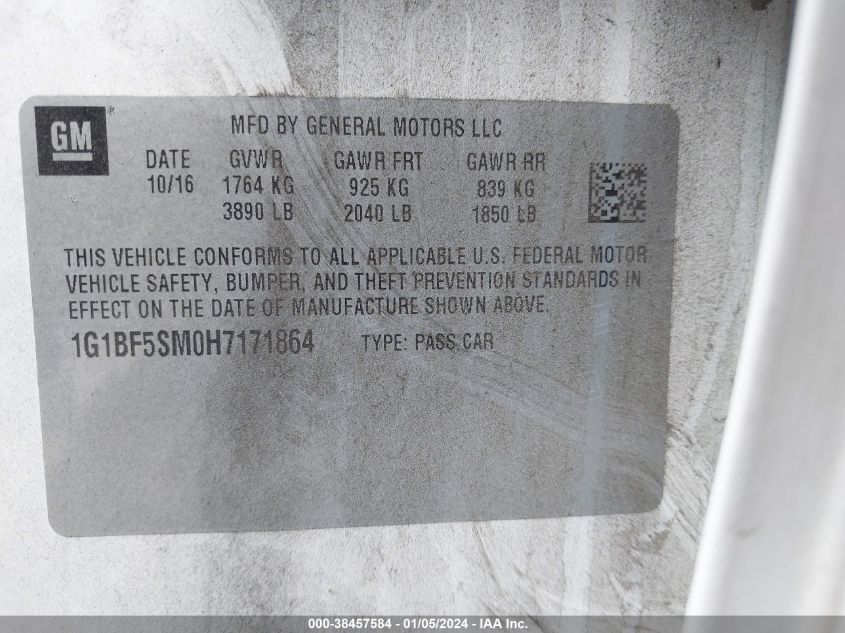 GM ®
MFD BY GENERAL MOTORS LLC
DATE GVWR GAWR FRT GAWR RR
10/16 1764 KG 925 KG 839 KG
3890 LB 2040 LB 1850 LB
THIS VEHICLE CONFORMS TO ALL APPLICABLE U.S. FEDERAL MOTOR
VEHICLE SAFETY, BUMPER, AND THEFT PREVENTION STANDARDS IN
EFFECT ON THE DATE OF MANUFACTURE SHOWN ABOVE.
1G1BF5SM0H7171864 TYPE: PASS CAR
000-38457584 - 01/05/2024 - IAA Inc.